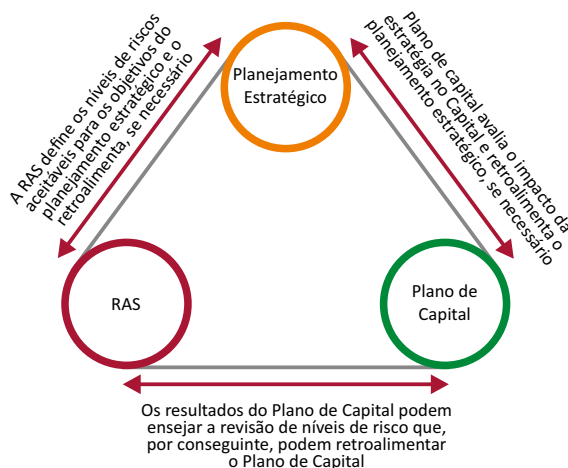 Planejamento
Estratégico
A RAS define os níveis de riscos
aceitáveis para os objetivos do
planejamento estratégico e o
retroalimenta, se necessário
Plano de capital avalia o impacto da
estratégia no Capital e retroalimenta o
planejamento estratégico, se necessário
RAS
Plano de
Capital
Os resultados do Plano de Capital podem
ensejar a revisão de níveis de risco que,
por conseguinte, podem retroalimentar
o Plano de Capital